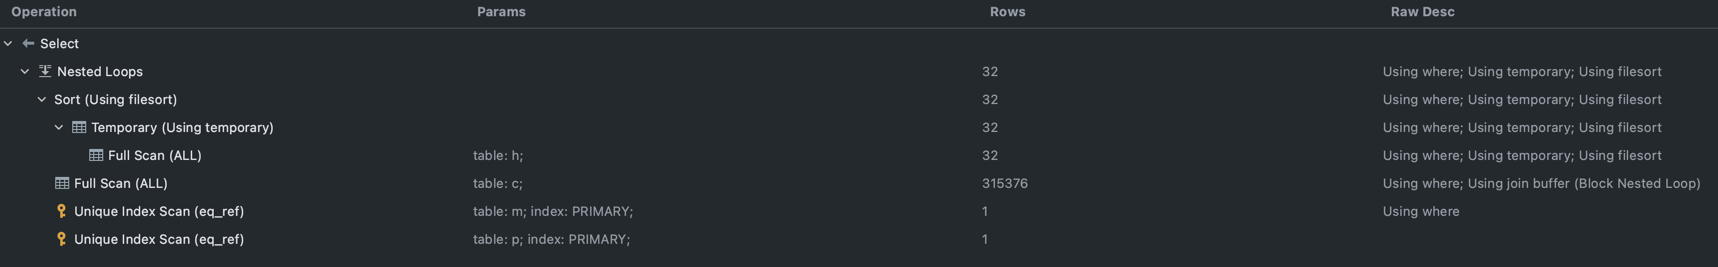 Operation Params Rows Raw Desc
Select
Nested Loops 32 Using where; Using temporary; Using filesort
Sort (Using filesort) 32 Using where; Using temporary; Using filesort
Temporary (Using temporary) 32 Using where; Using temporary; Using filesort
Full Scan (ALL) table: h; 32 Using where; Using temporary; Using filesort
Full Scan (ALL) table: c; 315376 Using where; Using join buffer (Block Nested Loop)
Unique Index Scan (eq_ref) table: m; index: PRIMARY; 1 Using where
Unique Index Scan (eq_ref) table: p; index: PRIMARY; 1